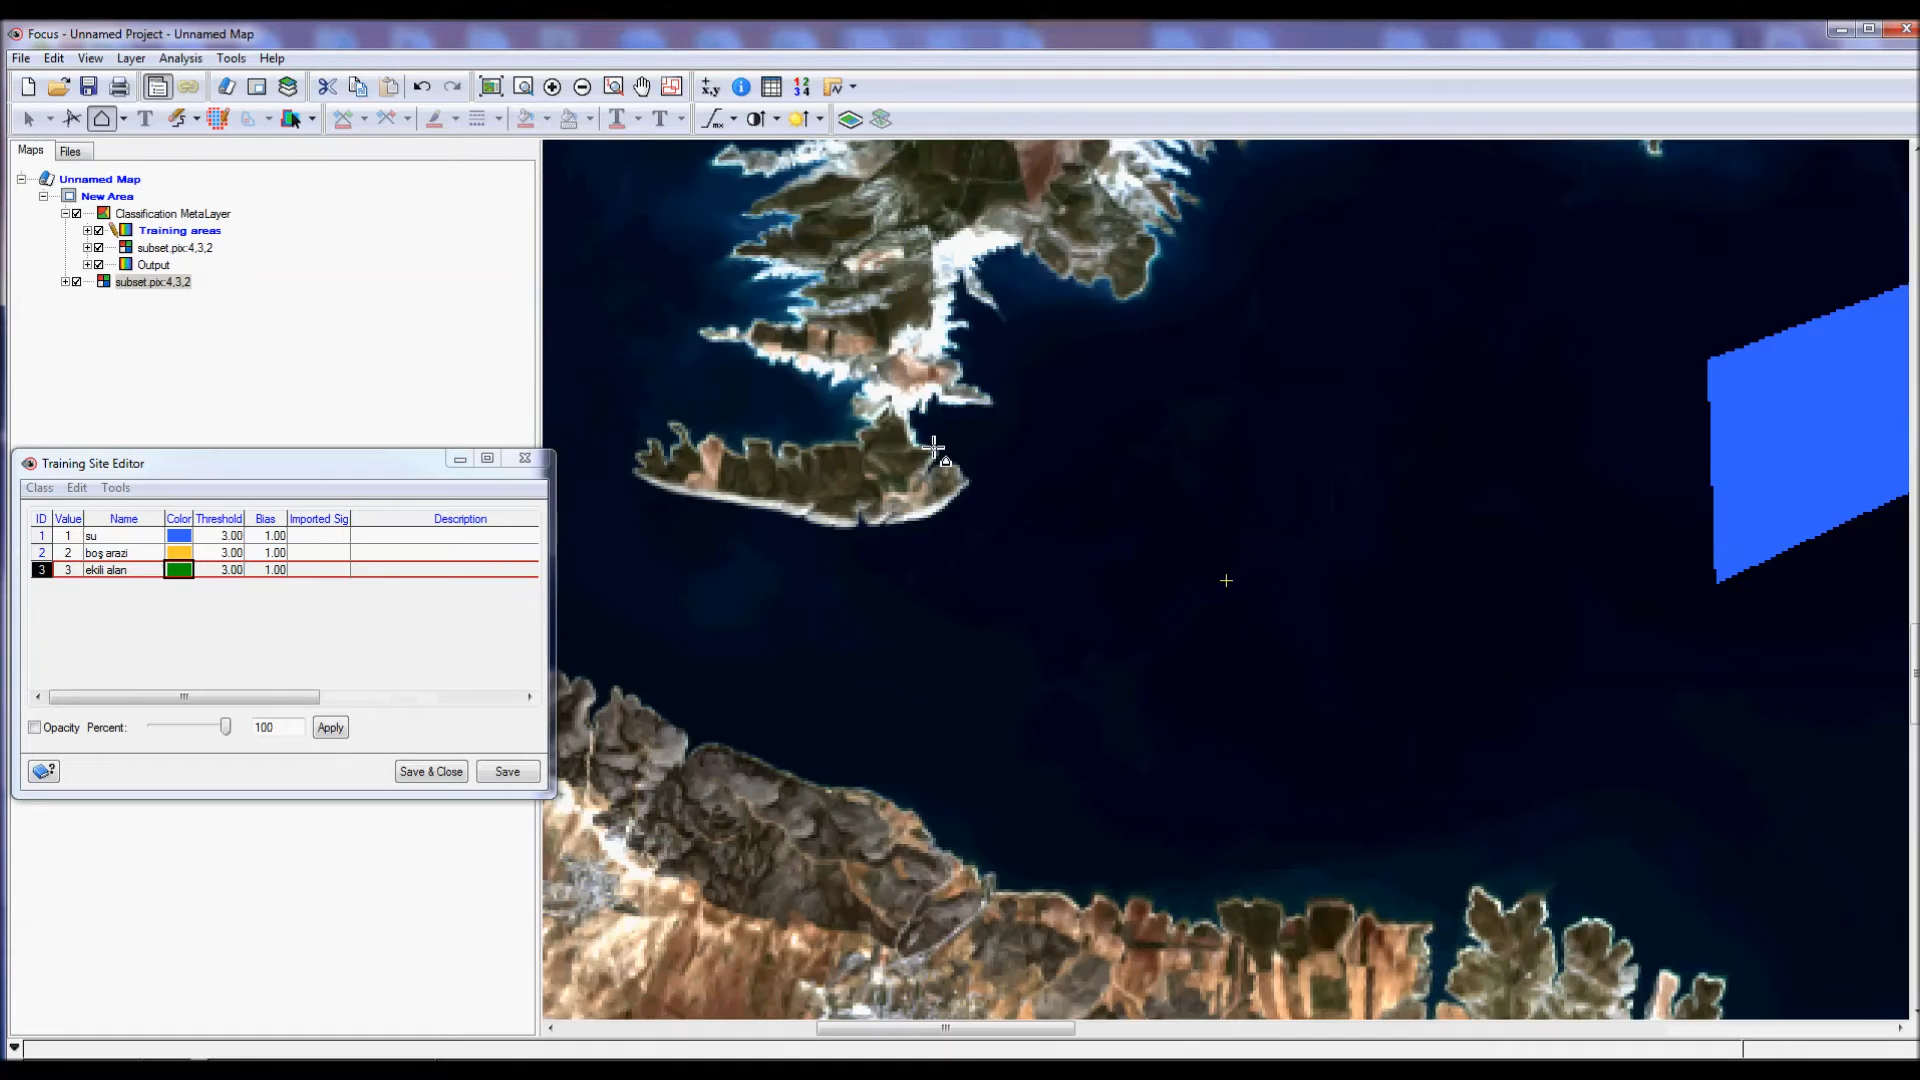 Focus - Unnamed Project - Unnamed Map
File Edit View Layer Analysis Tools Help
Maps Files
Unnamed Map
New Area
Classification MetaLayer
Training areas
subset.pix:4,3,2
Output
subset.pix:4,3,2
Training Site Editor
Class Edit Tools
ID Value Name Color Threshold Bias Imported Sig Description
1 1 su 3.00 1.00
2 2 boş arazi 3.00 1.00
3 3 ekili alan 3.00 1.00
Opacity Percent: 100 Apply
Save & Close Save